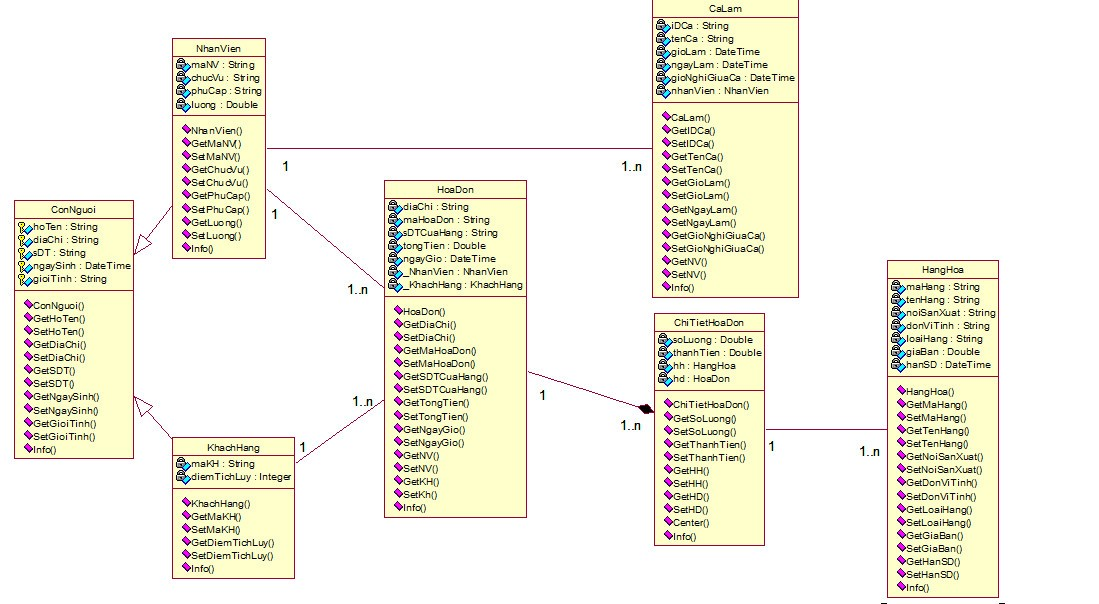 CaLam
iDCa : String
tenCa : String
gioLam : DateTime
ngayLam : DateTime
gioNghiGiuaCa : DateTime
nhanVien : NhanVien
CaLam()
GetIDCa()
SetIDCa()
GetTenCa()
SetTenCa()
GetGioLam()
SetGioLam()
GetNgayLam()
SetNgayLam()
GetGioNghiGiuaCa()
SetGioNghiGiuaCa()
GetNV()
SetNV()
Info()
NhanVien
maNV : String
chucVu : String
phuCap : String
luong : Double
NhanVien()
GetMaNV()
SetMaNV()
GetChucVu()
SetChucVu()
GetPhuCap()
SetPhuCap()
GetLuong()
SetLuong()
Info()
1
1..n
1
1..n
ConNguoi
hoTen : String
diaChi : String
sDT : String
ngaySinh : DateTime
gioiTinh : String
ConNguoi()
GetHoTen()
SetHoTen()
GetDiaChi()
SetDiaChi()
GetSDT()
SetSDT()
GetNgaySinh()
SetNgaySinh()
GetGioiTinh()
SetGioiTinh()
Info()
HoaDon
diaChi : String
maHoaDon : String
sDTCuaHang : String
tongTien : Double
ngayGio : DateTime
_NhanVien : NhanVien
_KhachHang : KhachHang
HoaDon()
GetDiaChi()
SetDiaChi()
GetMaHoaDon()
SetMaHoaDon()
GetSDTCuaHang()
SetSDTCuaHang()
GetTongTien()
SetTongTien()
GetNgayGio()
SetNgayGio()
GetNV()
SetNV()
GetKH()
SetKh()
Info()
1..n
1
KhachHang
maKH : String
diemTichLuy : Integer
KhachHang()
GetMaKH()
SetMaKH()
GetDiemTichLuy()
SetDiemTichLuy()
Info()
1
1..n
ChiTietHoaDon
soLuong : Double
thanhTien : Double
hh : HangHoa
hd : HoaDon
ChiTietHoaDon()
GetSoLuong()
SetSoLuong()
GetThanhTien()
SetThanhTien()
GetHH()
SetHH()
GetHD()
SetHD()
Center()
Info()
1
1..n
HangHoa
maHang : String
tenHang : String
noiSanXuat : String
donViTinh : String
loaiHang : String
giaBan : Double
hanSD : DateTime
HangHoa()
GetMaHang()
SetMaHang()
GetTenHang()
SetTenHang()
GetNoiSanXuat()
SetNoiSanXuat()
GetDonViTinh()
SetDonViTinh()
GetLoaiHang()
SetLoaiHang()
GetGiaBan()
SetGiaBan()
GetHanSD()
SetHanSD()
Info()